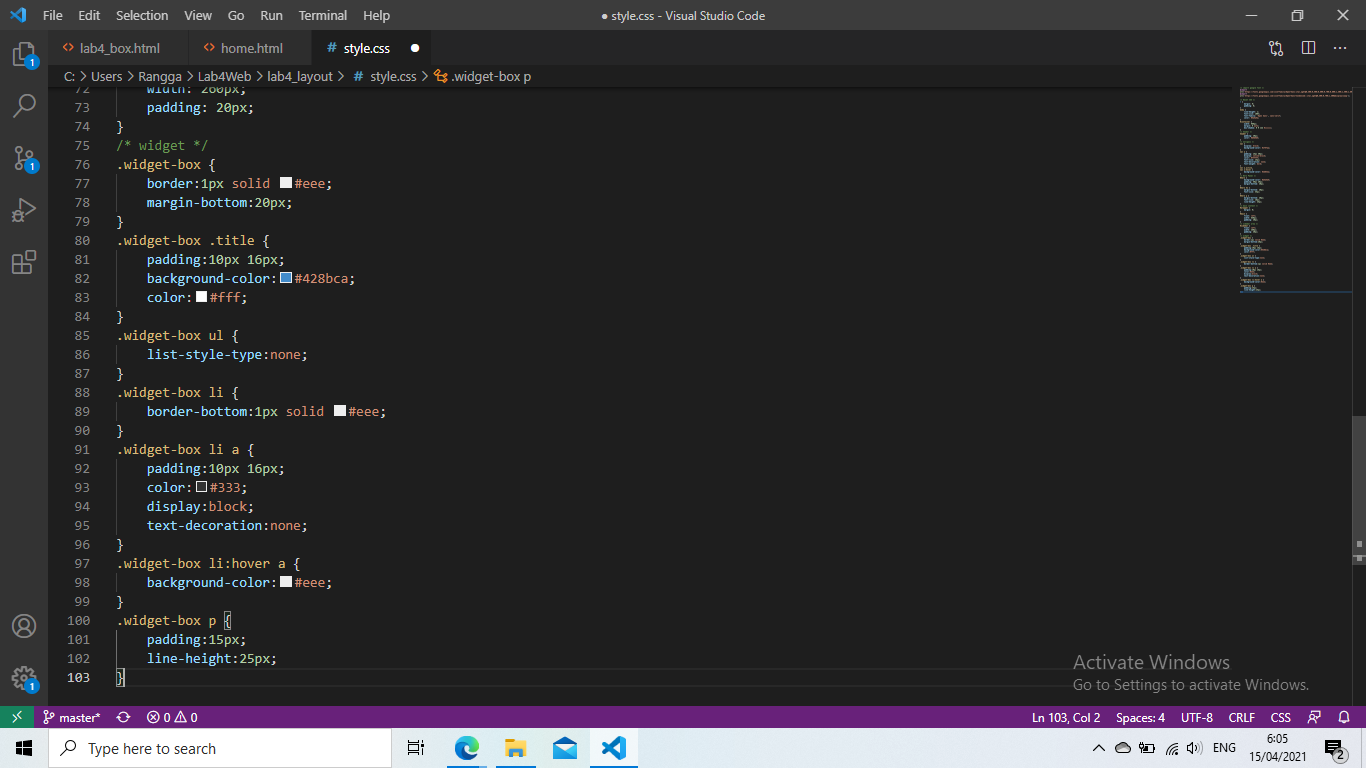 File Edit Selection View Go Run Terminal Help ● style.css - Visual Studio Code
<> lab4_box.html <> home.html # style.css ●
C: > Users > Rangga > Lab4Web > lab4_layout > # style.css > .widget-box p
72 width: 260px;
73 padding: 20px;
74 }
75 /* widget */
76 .widget-box {
77 border:1px solid #eee;
78 margin-bottom:20px;
79 }
80 .widget-box .title {
81 padding:10px 16px;
82 background-color:#428bca;
83 color:#fff;
84 }
85 .widget-box ul {
86 list-style-type:none;
87 }
88 .widget-box li {
89 border-bottom:1px solid #eee;
90 }
91 .widget-box li a {
92 padding:10px 16px;
93 color:#333;
94 display:block;
95 text-decoration:none;
96 }
97 .widget-box li:hover a {
98 background-color:#eee;
99 }
100 .widget-box p {
101 padding:15px;
102 line-height:25px;
103 }
1
1
1
Activate Windows
Go to Settings to activate Windows.
master* 0 0 Ln 103, Col 2 Spaces: 4 UTF-8 CRLF CSS
Type here to search ENG 6:05
15/04/2021 2